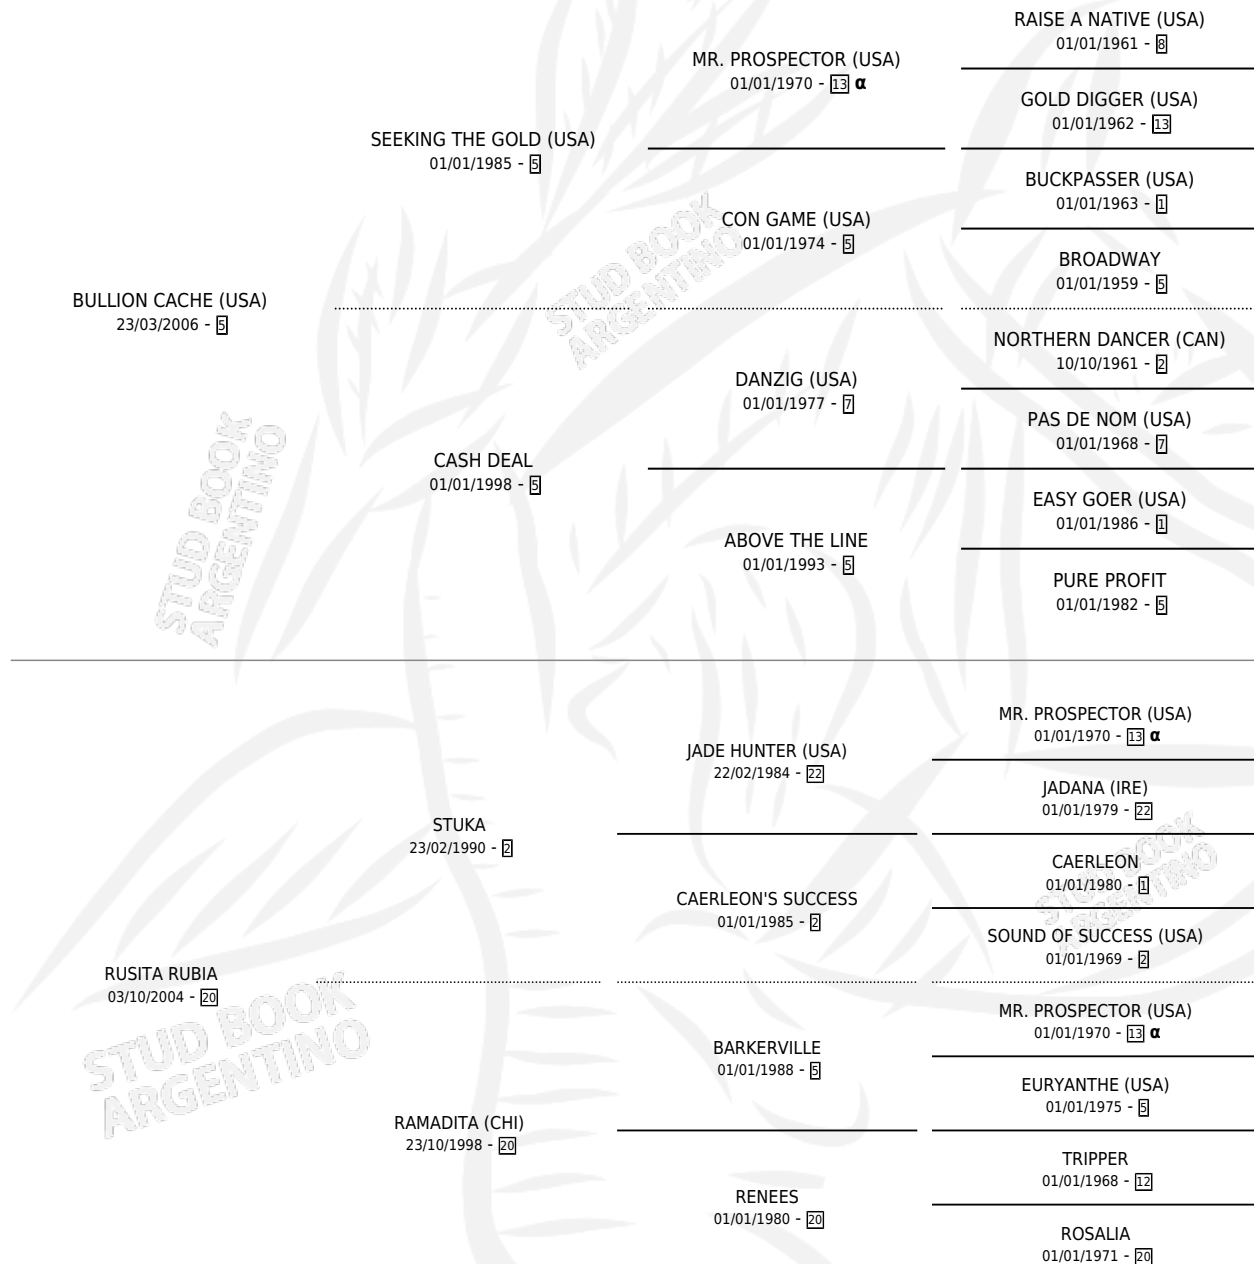 RAISE A NATIVE (USA)
01/01/1961 - 8
MR. PROSPECTOR (USA)
01/01/1970 - 13 α
GOLD DIGGER (USA)
01/01/1962 - 13
SEEKING THE GOLD (USA)
01/01/1985 - 5
BUCKPASSER (USA)
01/01/1963 - 1
CON GAME (USA)
01/01/1974 - 5
BROADWAY
01/01/1959 - 5
BULLION CACHE (USA)
23/03/2006 - 5
NORTHERN DANCER (CAN)
10/10/1961 - 2
DANZIG (USA)
01/01/1977 - 7
PAS DE NOM (USA)
01/01/1968 - 7
CASH DEAL
01/01/1998 - 5
EASY GOER (USA)
01/01/1986 - 1
ABOVE THE LINE
01/01/1993 - 5
PURE PROFIT
01/01/1982 - 5
MR. PROSPECTOR (USA)
01/01/1970 - 13 α
JADE HUNTER (USA)
22/02/1984 - 22
JADANA (IRE)
01/01/1979 - 22
STUKA
23/02/1990 - 2
CAERLEON
01/01/1980 - 1
CAERLEON'S SUCCESS
01/01/1985 - 2
SOUND OF SUCCESS (USA)
01/01/1969 - 2
RUSITA RUBIA
03/10/2004 - 20
MR. PROSPECTOR (USA)
01/01/1970 - 13 α
BARKERVILLE
01/01/1988 - 5
EURYANTHE (USA)
01/01/1975 - 5
RAMADITA (CHI)
23/10/1998 - 20
TRIPPER
01/01/1968 - 12
RENEES
01/01/1980 - 20
ROSALIA
01/01/1971 - 20
STUD BOOK
ARGENTINO
STUD BOOK
ARGENTINO
STUD BOOK
ARGENTINO
STUD BOOK
ARGENTINO